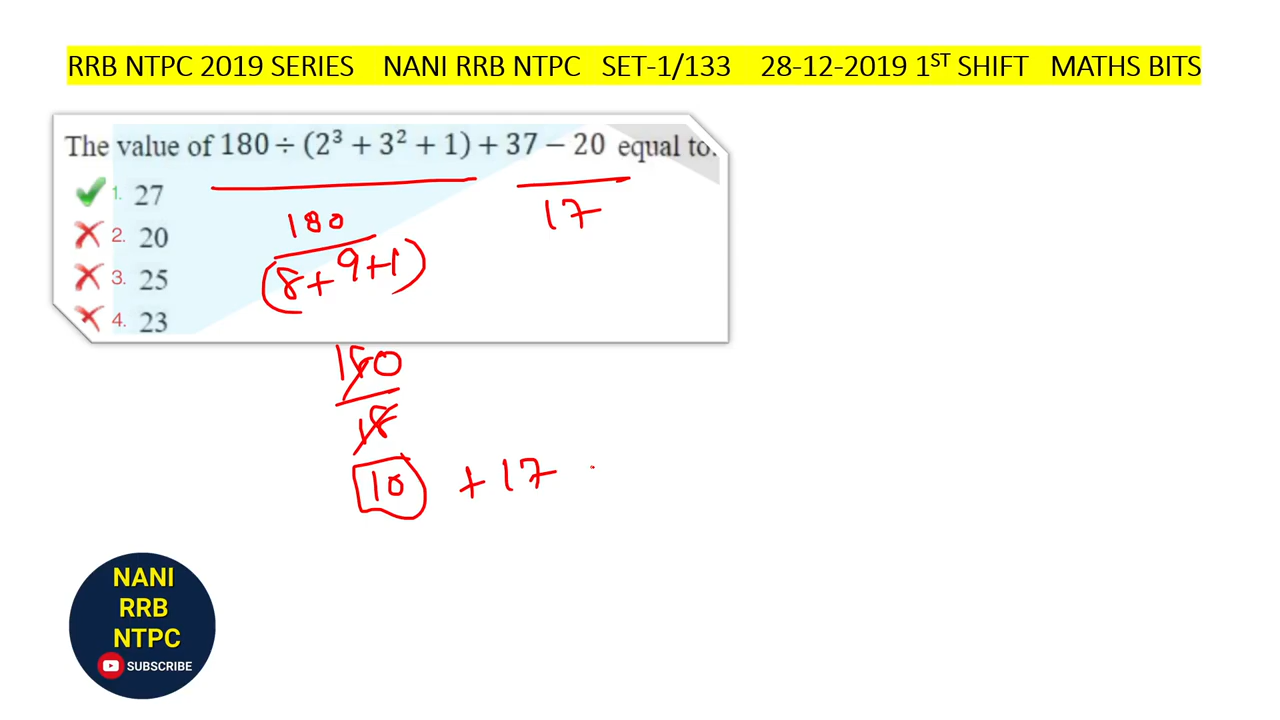 RRB NTPC 2019 SERIES NANI RRB NTPC SET-1/133 28-12-2019 1ST SHIFT MATHS BITS
The value of 180 ÷ (2³ + 3² + 1) + 37 − 20 equal to:
1. 27
2. 20
3. 25
4. 23
180
(8+9+1)
17
180
18
10 + 17
NANI
RRB
NTPC
SUBSCRIBE